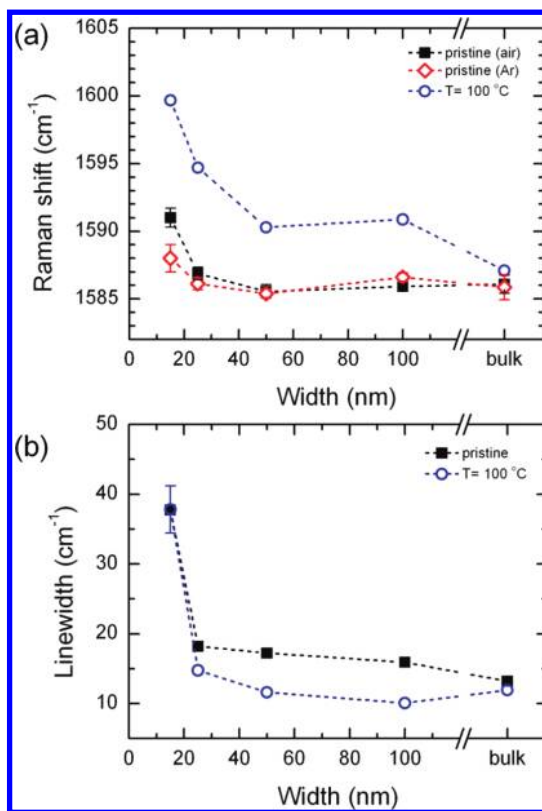 (a)
1605
1600
1595
1590
1585
Raman shift (cm⁻¹)
pristine (air)
pristine (Ar)
T= 100 °C
0 20 40 60 80 100 bulk
Width (nm)
(b)
50
40
30
20
10
Linewidth (cm⁻¹)
pristine
T= 100 °C
0 20 40 60 80 100 bulk
Width (nm)